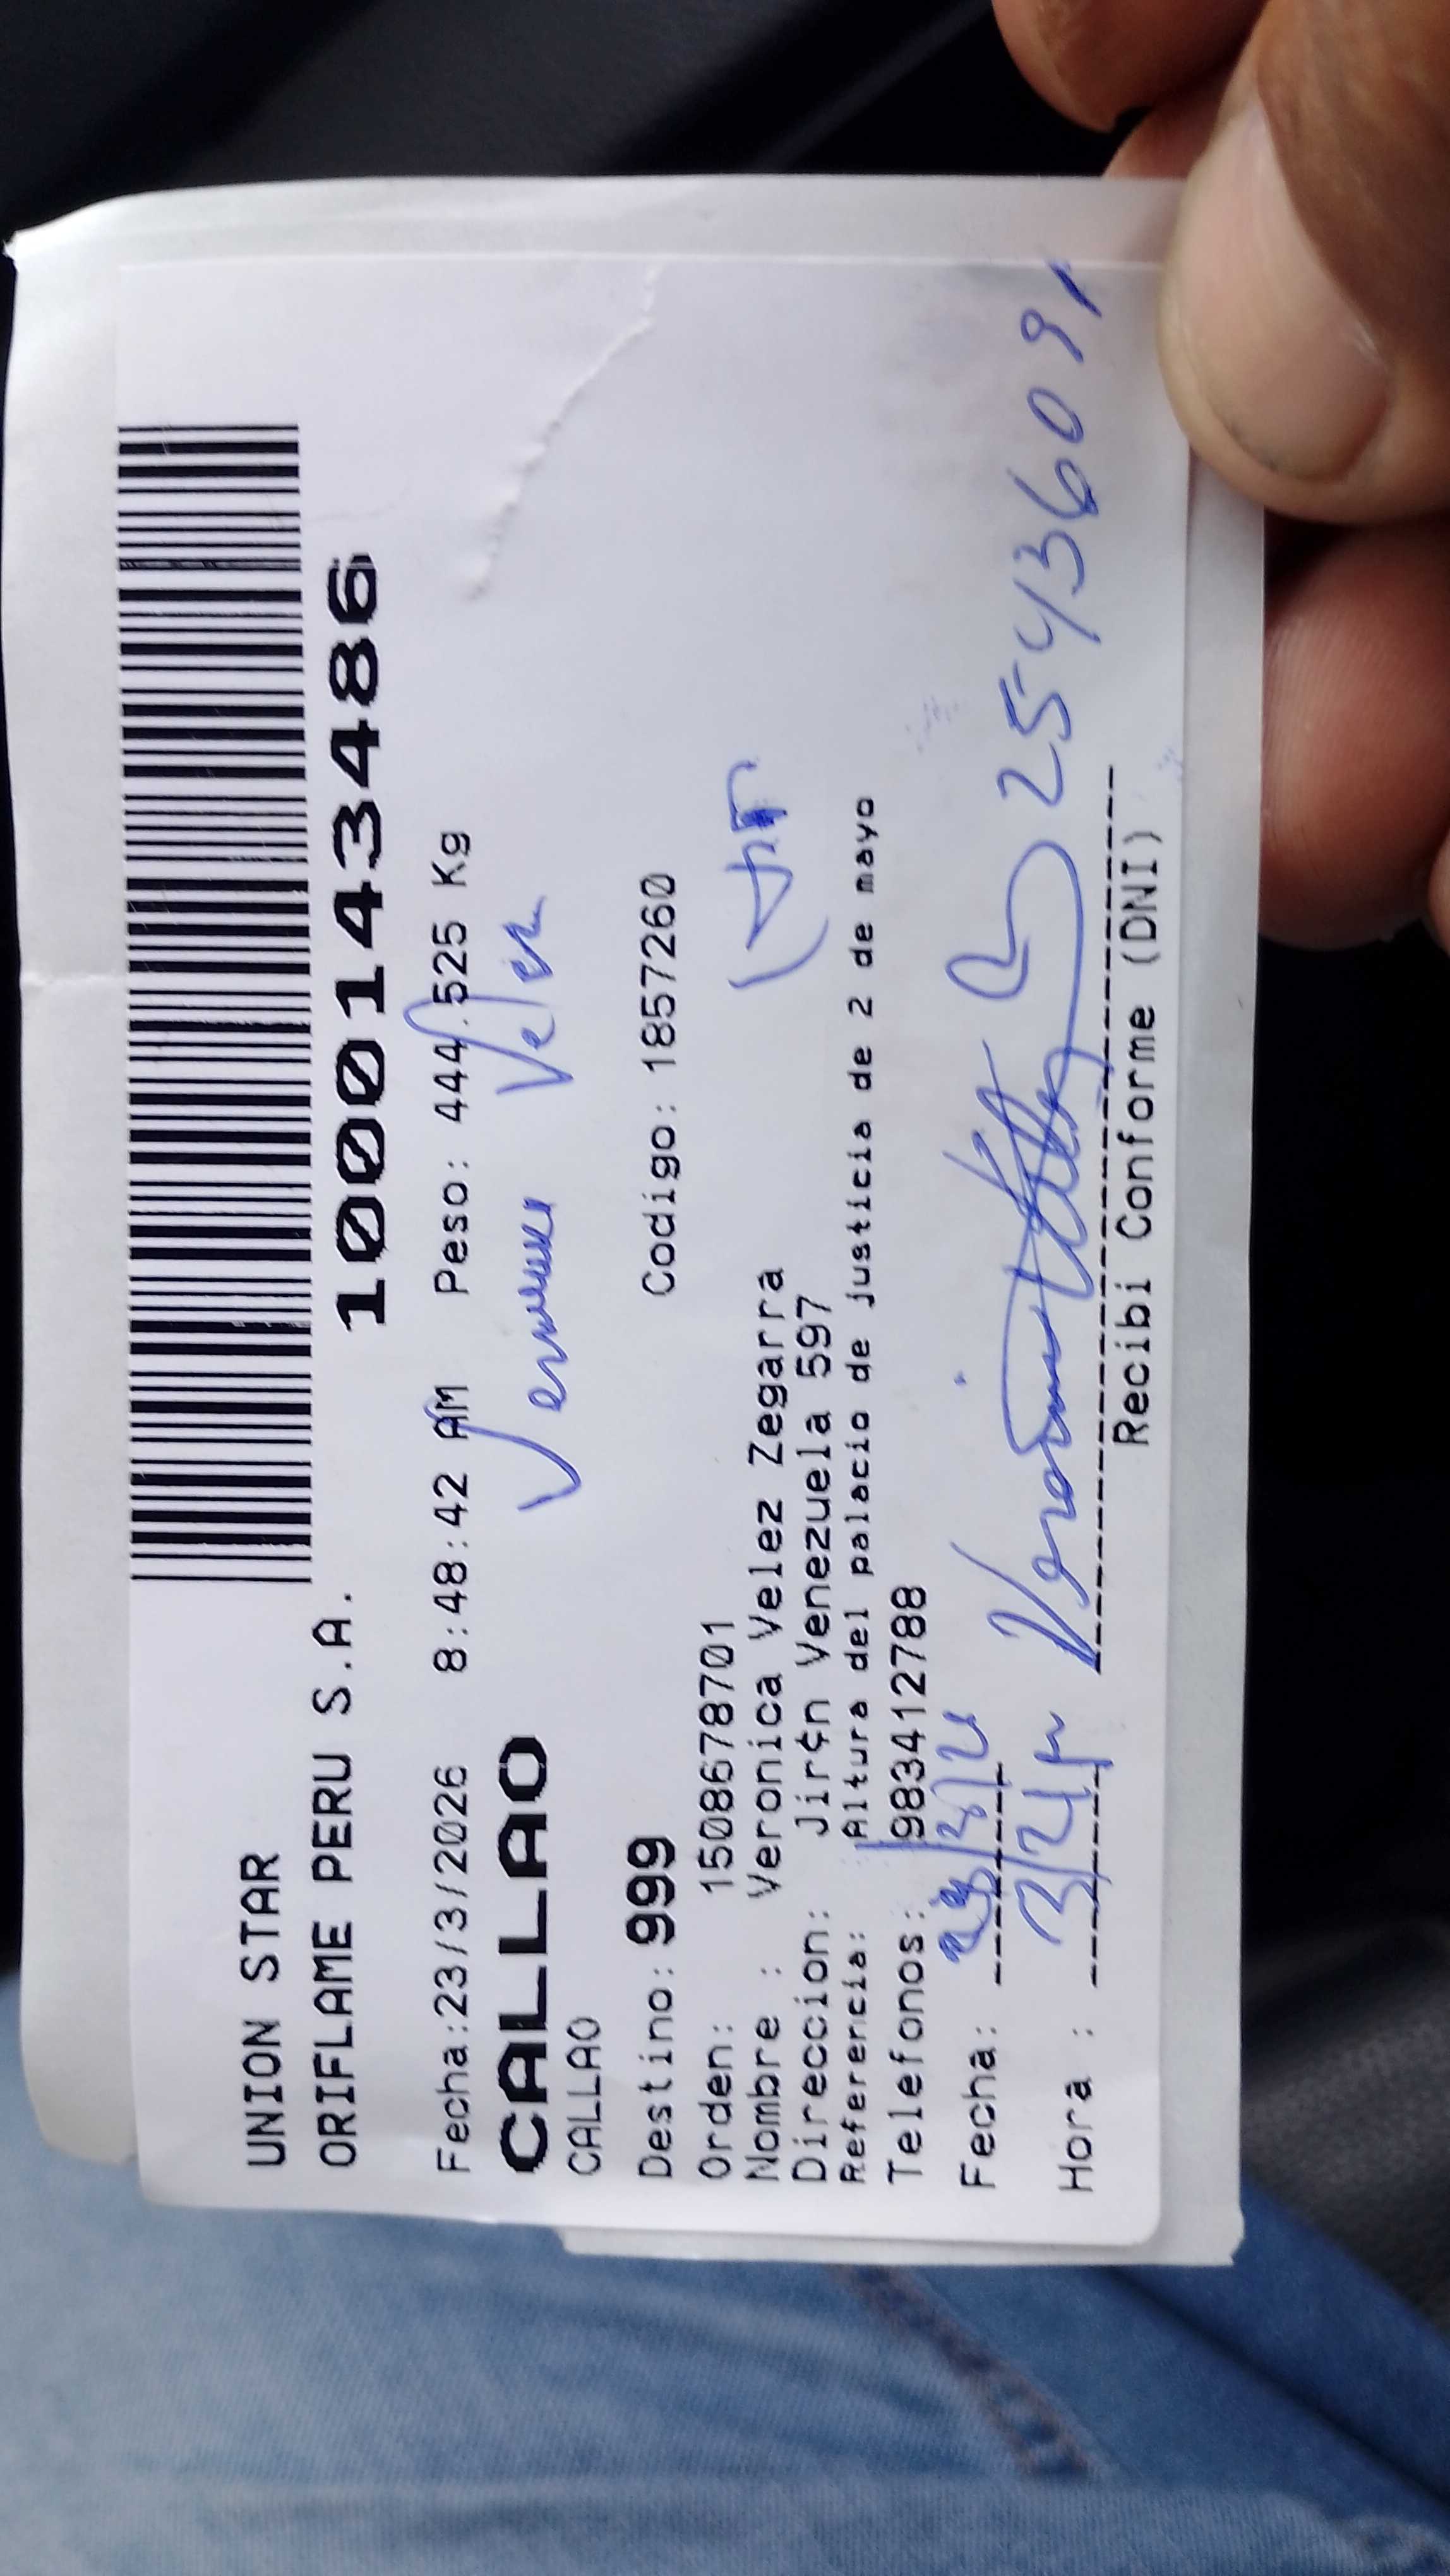 UNION STAR
ORIFLAME PERU S.A.
1000143486
Fecha:23/3/2026 8:48:42 AM Peso: 444.525 Kg
CALLAO
CALLAO
Velez
Destino: 999 Codigo: 1857260
Orden: 1508678701
Nombre : Veronica Velez Zegarra
Direccion: Jir¢n Venezuela 597
Referencia: Altura del palacio de justicia de 2 de mayo
Telefonos: 983412788
Fecha:
Hora : 25436091
Recibi Conforme (DNI)